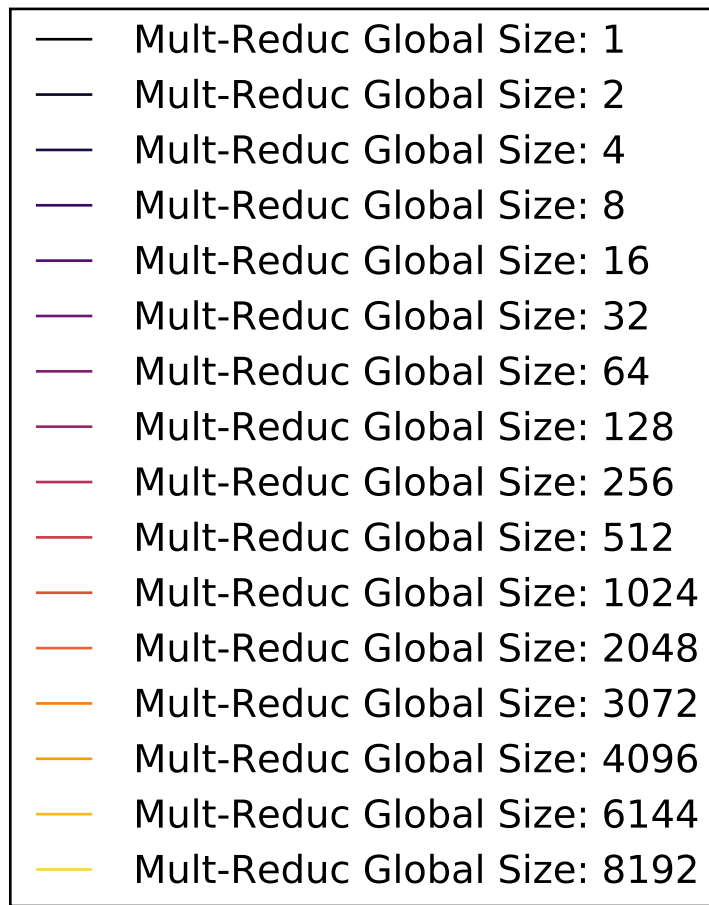 Mult-Reduc Global Size: 1
Mult-Reduc Global Size: 2
Mult-Reduc Global Size: 4
Mult-Reduc Global Size: 8
Mult-Reduc Global Size: 16
Mult-Reduc Global Size: 32
Mult-Reduc Global Size: 64
Mult-Reduc Global Size: 128
Mult-Reduc Global Size: 256
Mult-Reduc Global Size: 512
Mult-Reduc Global Size: 1024
Mult-Reduc Global Size: 2048
Mult-Reduc Global Size: 3072
Mult-Reduc Global Size: 4096
Mult-Reduc Global Size: 6144
Mult-Reduc Global Size: 8192